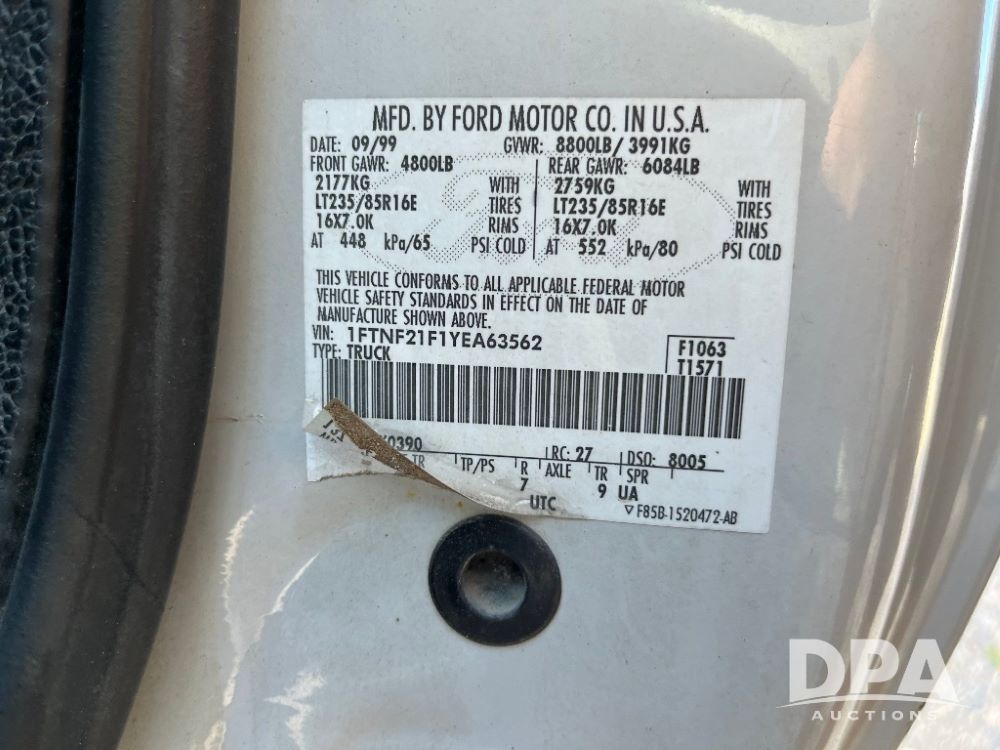 MFD. BY FORD MOTOR CO. IN U.S.A.
DATE: 09/99 GVWR: 8800LB/ 3991KG
FRONT GAWR: 4800LB REAR GAWR: 6084LB
2177KG WITH 2759KG WITH
LT235/85R16E TIRES LT235/85R16E TIRES
16X7.0K RIMS 16X7.0K RIMS
AT 448 kPa/65 PSI COLD AT 552 kPa/80 PSI COLD
THIS VEHICLE CONFORMS TO ALL APPLICABLE FEDERAL MOTOR
VEHICLE SAFETY STANDARDS IN EFFECT ON THE DATE OF
MANUFACTURE SHOWN ABOVE.
VIN: 1FTNF21F1YEA63562 F1063
TYPE: TRUCK T1571
RC: 27 DSO: 8005
TR TP/PS R AXLE TR SPR
7 9 UA
UTC ▽ F85B-1520472-AB
DPA
AUCTIONS